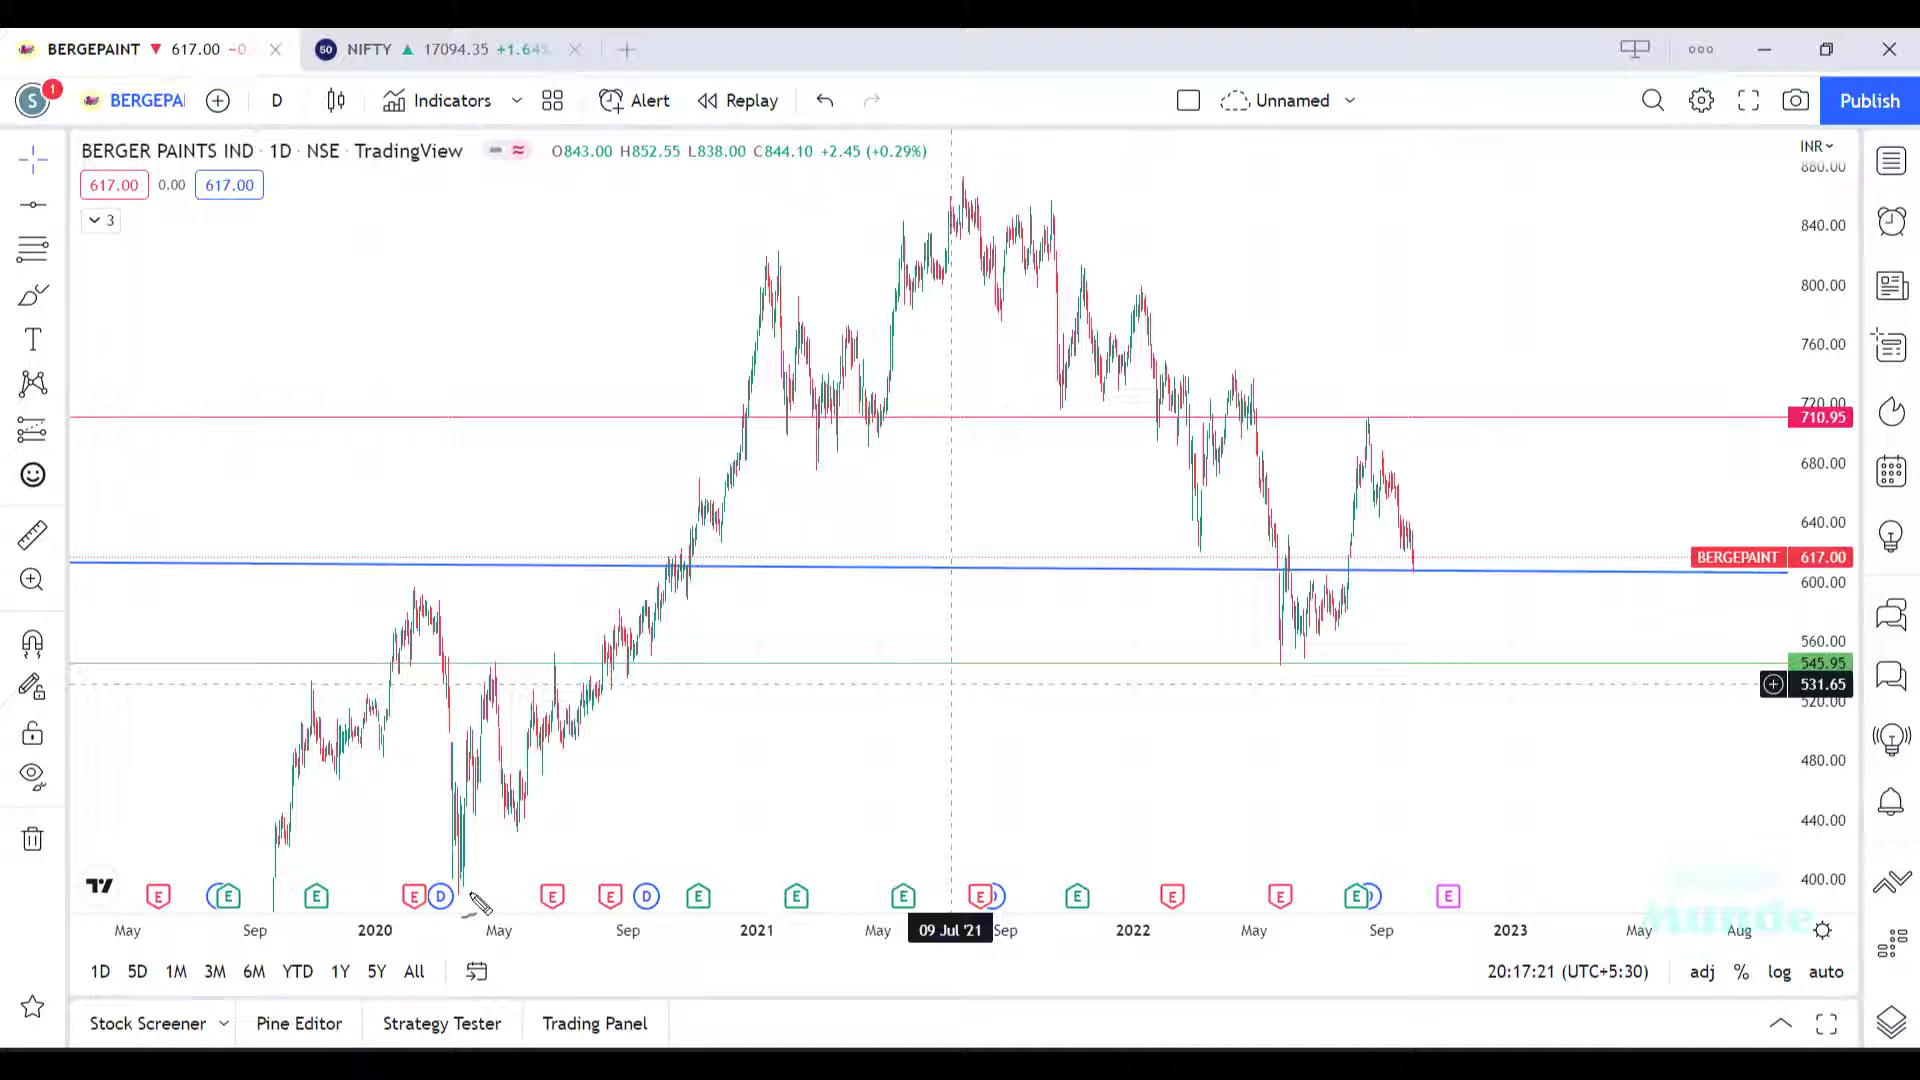 BERGEPAINT ▼ 617.00 −0
50 NIFTY ▲ 17094.35 +1.64%
S 1 BERGEPAI D Indicators Alert Replay Unnamed Publish
BERGER PAINTS IND · 1D · NSE · TradingView O843.00 H852.55 L838.00 C844.10 +2.45 (+0.29%)
617.00 0.00 617.00
3
INR
880.00
840.00
800.00
760.00
720.00
710.95
680.00
640.00
BERGEPAINT 617.00
600.00
560.00
545.95
531.65
520.00
480.00
440.00
400.00
E E E E D E E D E E E E E E E E E
Munde
May Sep 2020 May Sep 2021 May 09 Jul '21 Sep 2022 May Sep 2023 May Aug
1D 5D 1M 3M 6M YTD 1Y 5Y All 20:17:21 (UTC+5:30) adj % log auto
Stock Screener Pine Editor Strategy Tester Trading Panel